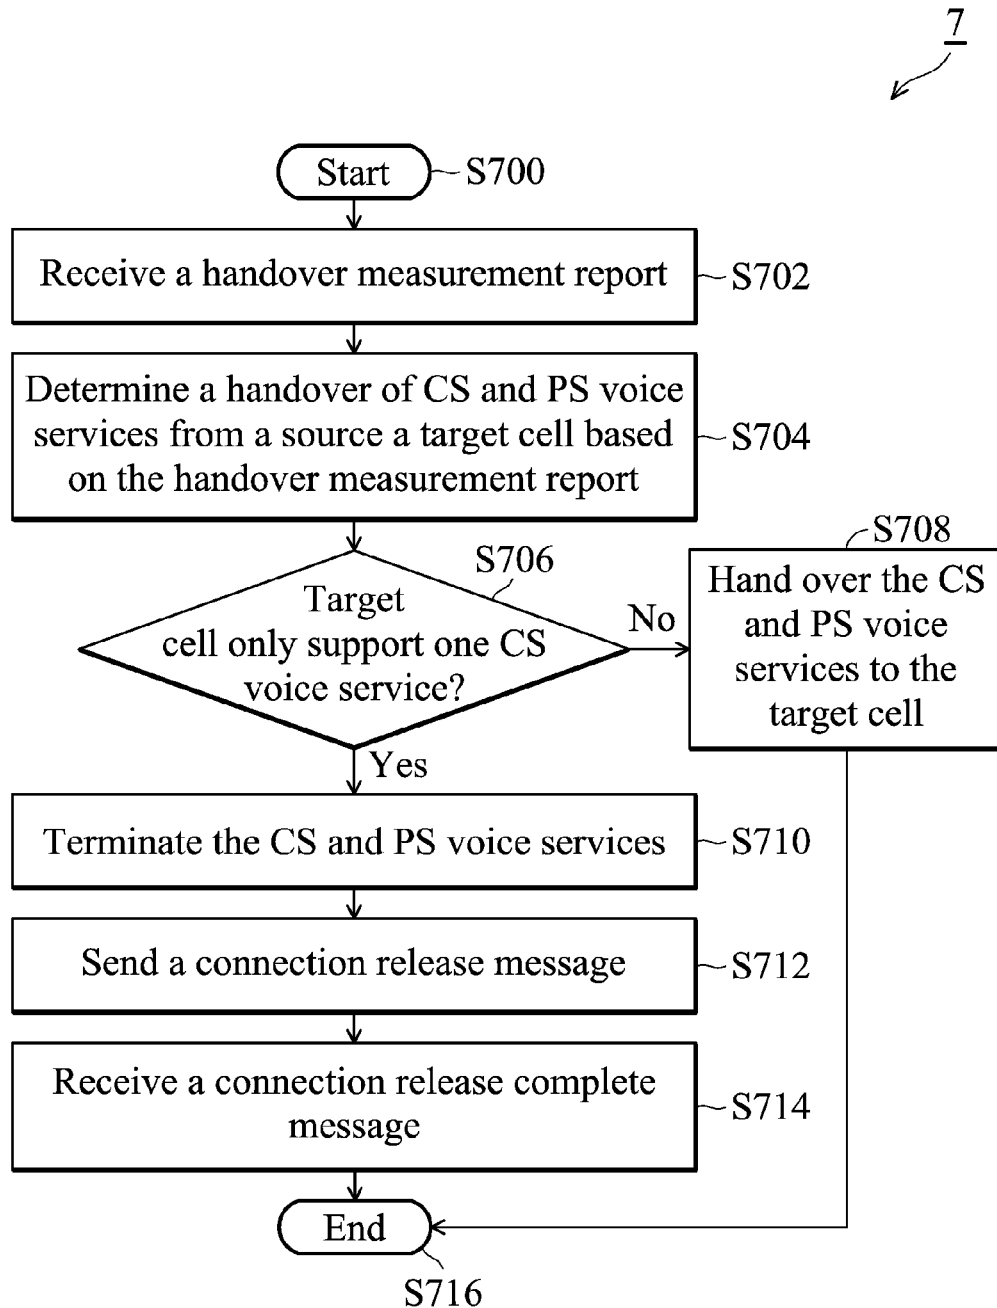 7
Start
S700
Receive a handover measurement report
S702
Determine a handover of CS and PS voice
services from a source a target cell based
on the handover measurement report
S704
S706
Target
cell only support one CS
voice service?
No
S708
Hand over the CS
and PS voice
services to the
target cell
Yes
Terminate the CS and PS voice services
S710
Send a connection release message
S712
Receive a connection release complete
message
S714
End
S716